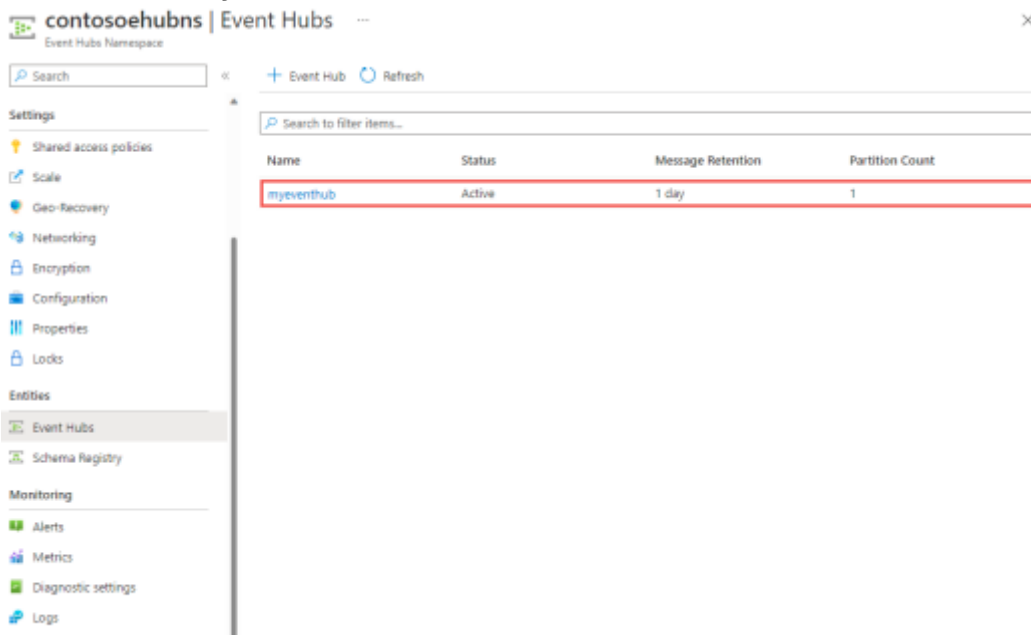 contosoehubns | Event Hubs ...
Event Hubs Namespace
Search
+ Event Hub Refresh
Settings
Shared access policies
Scale
Geo-Recovery
Networking
Encryption
Configuration
Properties
Locks
Entities
Event Hubs
Schema Registry
Monitoring
Alerts
Metrics
Diagnostic settings
Logs
Search to filter items...
Name Status Message Retention Partition Count
myeventhub Active 1 day 1